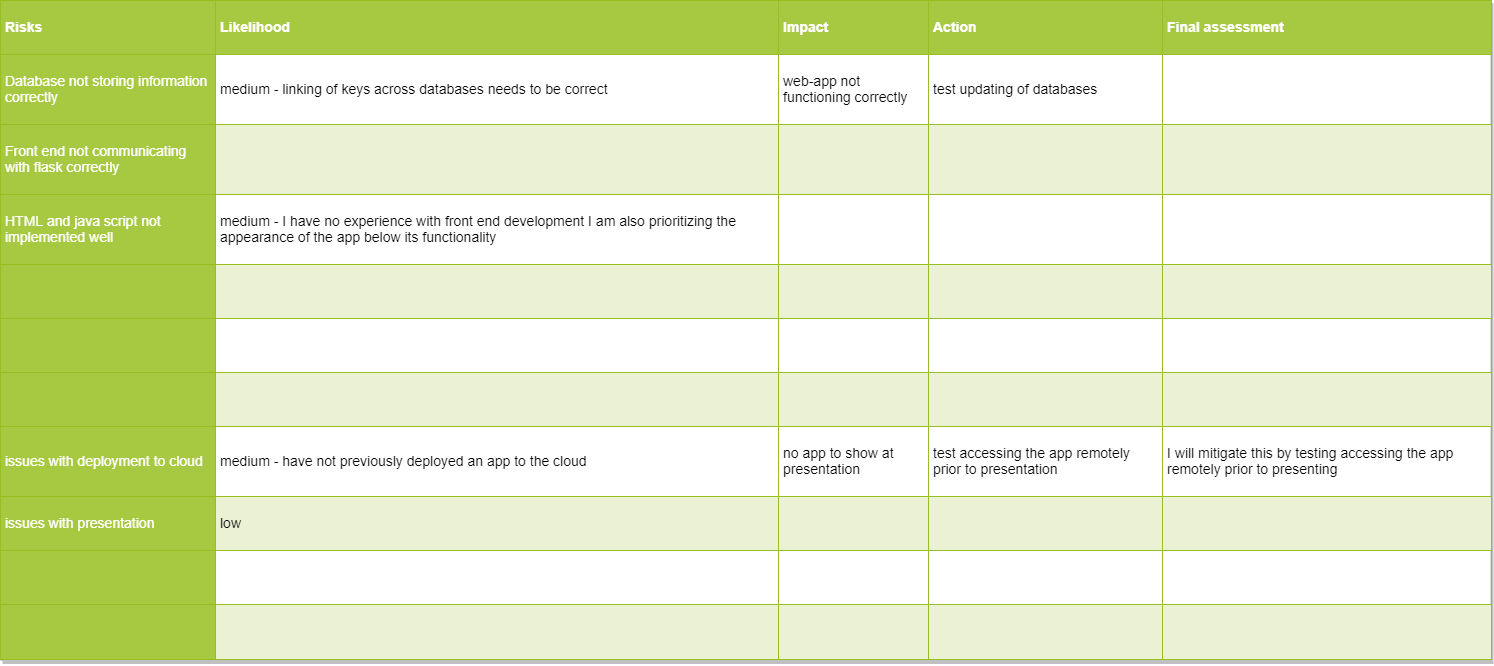 Risks
Likelihood
Impact
Action
Final assessment
Database not storing information
correctly
medium - linking of keys across databases needs to be correct
web-app not
functioning correctly
test updating of databases
Front end not communicating
with flask correctly
HTML and java script not
implemented well
medium - I have no experience with front end development I am also prioritizing the
appearance of the app below its functionality
issues with deployment to cloud
medium - have not previously deployed an app to the cloud
no app to show at
presentation
test accessing the app remotely
prior to presentation
I will mitigate this by testing accessing the app
remotely prior to presenting
issues with presentation
low